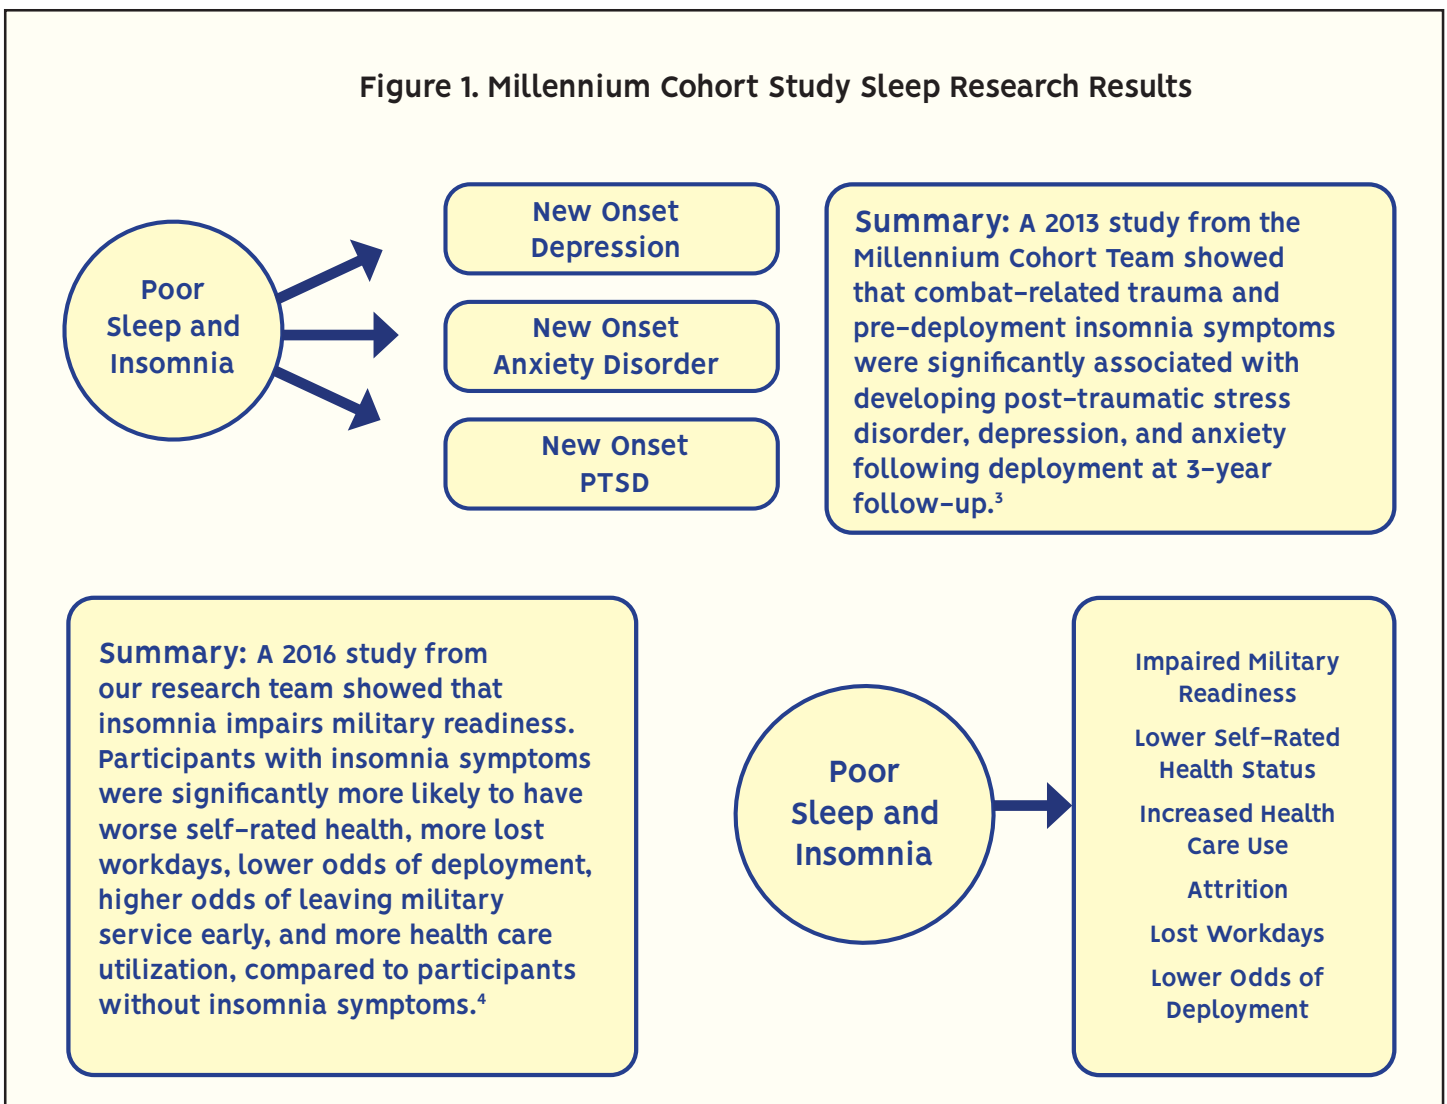 Figure 1. Millennium Cohort Study Sleep Research Results
Poor
Sleep and
Insomnia
New Onset
Depression
New Onset
Anxiety Disorder
New Onset
PTSD
Summary: A 2013 study from the
Millennium Cohort Team showed
that combat-related trauma and
pre-deployment insomnia symptoms
were significantly associated with
developing post-traumatic stress
disorder, depression, and anxiety
following deployment at 3-year
follow-up.³
Summary: A 2016 study from
our research team showed that
insomnia impairs military readiness.
Participants with insomnia symptoms
were significantly more likely to have
worse self-rated health, more lost
workdays, lower odds of deployment,
higher odds of leaving military
service early, and more health care
utilization, compared to participants
without insomnia symptoms.⁴
Poor
Sleep and
Insomnia
Impaired Military
Readiness
Lower Self-Rated
Health Status
Increased Health
Care Use
Attrition
Lost Workdays
Lower Odds of
Deployment